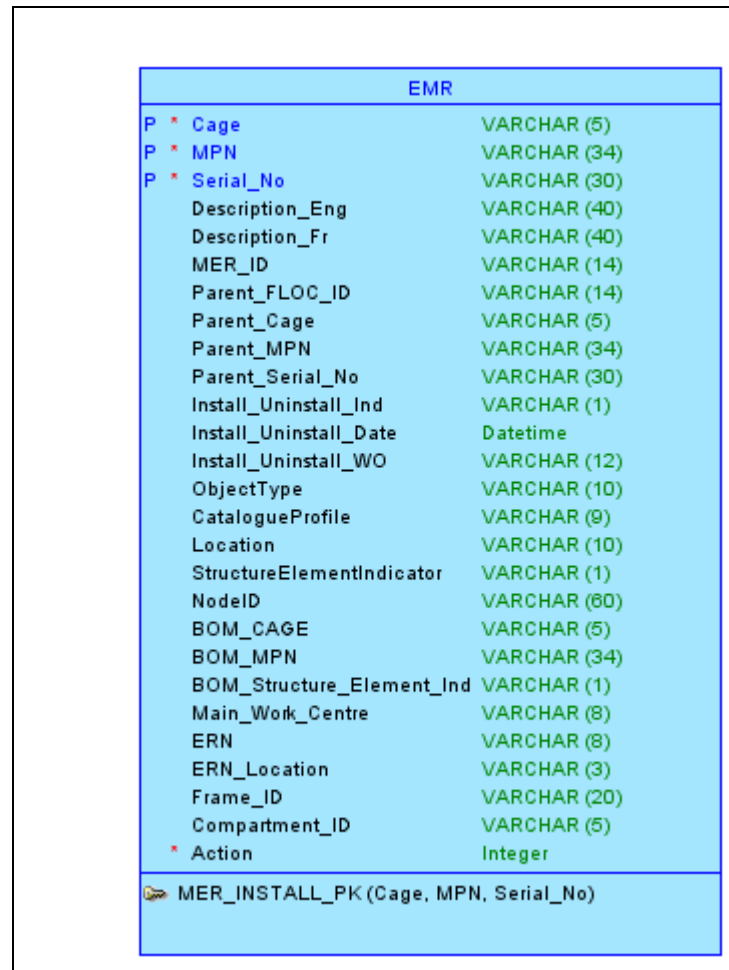 EMR
P * Cage VARCHAR (5)
P * MPN VARCHAR (34)
P * Serial_No VARCHAR (30)
Description_Eng VARCHAR (40)
Description_Fr VARCHAR (40)
MER_ID VARCHAR (14)
Parent_FLOC_ID VARCHAR (14)
Parent_Cage VARCHAR (5)
Parent_MPN VARCHAR (34)
Parent_Serial_No VARCHAR (30)
Install_Uninstall_Ind VARCHAR (1)
Install_Uninstall_Date Datetime
Install_Uninstall_WO VARCHAR (12)
ObjectType VARCHAR (10)
CatalogueProfile VARCHAR (9)
Location VARCHAR (10)
StructureElementIndicator VARCHAR (1)
NodeID VARCHAR (60)
BOM_CAGE VARCHAR (5)
BOM_MPN VARCHAR (34)
BOM_Structure_Element_Ind VARCHAR (1)
Main_Work_Centre VARCHAR (8)
ERN VARCHAR (8)
ERN_Location VARCHAR (3)
Frame_ID VARCHAR (20)
Compartment_ID VARCHAR (5)
* Action Integer
MER_INSTALL_PK (Cage, MPN, Serial_No)